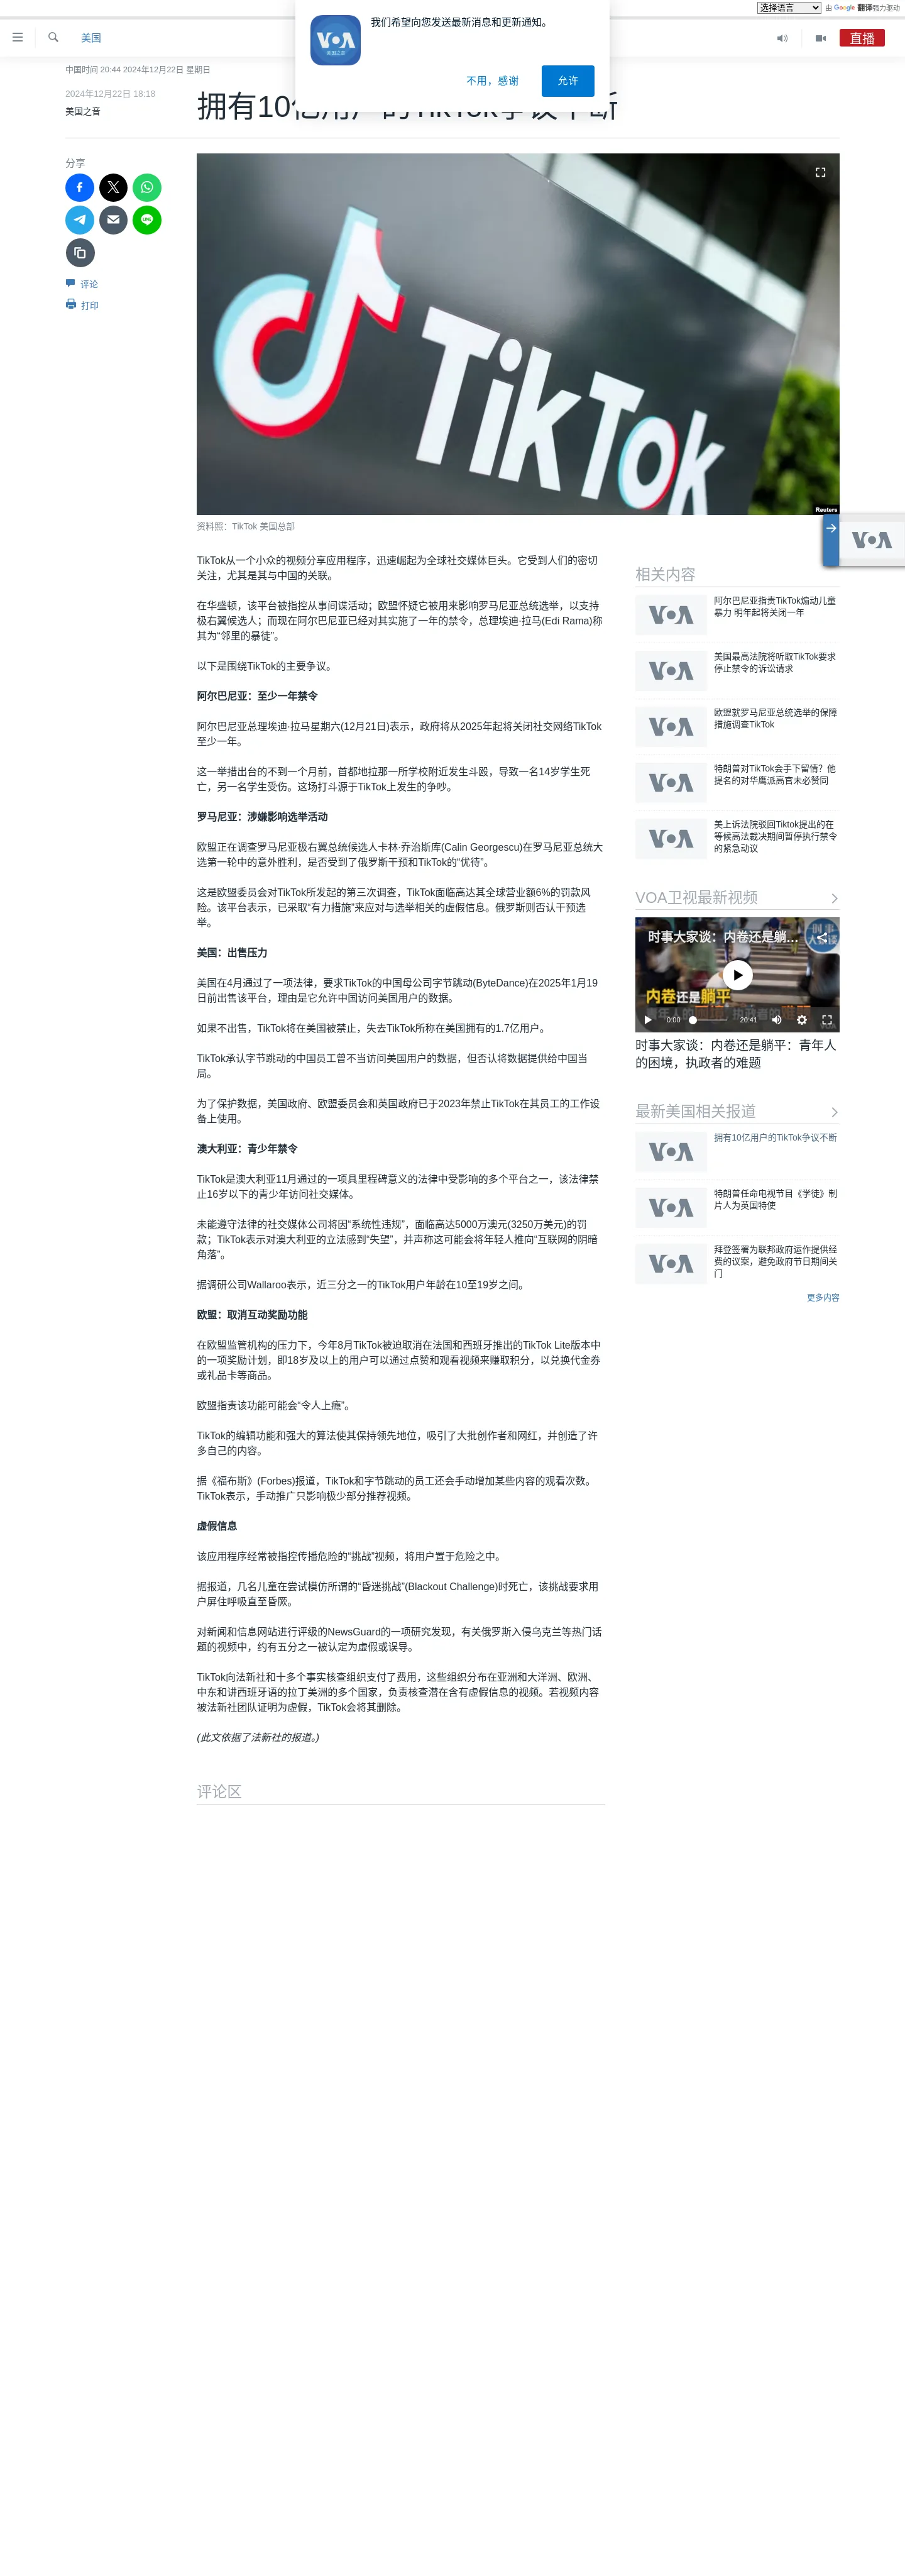 选择语言
由 Google 翻译强力驱动
我们希望向您发送最新消息和更新通知。
VOA
美国之音
不用，感谢
允许
美国
直播
中国时间 20:44 2024年12月22日 星期日
2024年12月22日 18:18
美国之音
拥有10亿用户的TikTok争议不断
分享
评论
打印
TikTok
Reuters
资料照：TikTok 美国总部
VOA
TikTok从一个小众的视频分享应用程序，迅速崛起为全球社交媒体巨头。它受到人们的密切
关注，尤其是其与中国的关联。
在华盛顿，该平台被指控从事间谍活动；欧盟怀疑它被用来影响罗马尼亚总统选举，以支持
极右翼候选人；而现在阿尔巴尼亚已经对其实施了一年的禁令，总理埃迪·拉马(Edi Rama)称
其为“邻里的暴徒”。
以下是围绕TikTok的主要争议。
阿尔巴尼亚：至少一年禁令
阿尔巴尼亚总理埃迪·拉马星期六(12月21日)表示，政府将从2025年起将关闭社交网络TikTok
至少一年。
这一举措出台的不到一个月前，首都地拉那一所学校附近发生斗殴，导致一名14岁学生死
亡，另一名学生受伤。这场打斗源于TikTok上发生的争吵。
罗马尼亚：涉嫌影响选举活动
欧盟正在调查罗马尼亚极右翼总统候选人卡林·乔治斯库(Calin Georgescu)在罗马尼亚总统大
选第一轮中的意外胜利，是否受到了俄罗斯干预和TikTok的“优待”。
这是欧盟委员会对TikTok所发起的第三次调查，TikTok面临高达其全球营业额6%的罚款风
险。该平台表示，已采取“有力措施”来应对与选举相关的虚假信息。俄罗斯则否认干预选
举。
美国：出售压力
美国在4月通过了一项法律，要求TikTok的中国母公司字节跳动(ByteDance)在2025年1月19
日前出售该平台，理由是它允许中国访问美国用户的数据。
如果不出售，TikTok将在美国被禁止，失去TikTok所称在美国拥有的1.7亿用户。
TikTok承认字节跳动的中国员工曾不当访问美国用户的数据，但否认将数据提供给中国当
局。
为了保护数据，美国政府、欧盟委员会和英国政府已于2023年禁止TikTok在其员工的工作设
备上使用。
澳大利亚：青少年禁令
TikTok是澳大利亚11月通过的一项具里程碑意义的法律中受影响的多个平台之一，该法律禁
止16岁以下的青少年访问社交媒体。
未能遵守法律的社交媒体公司将因“系统性违规”，面临高达5000万澳元(3250万美元)的罚
款；TikTok表示对澳大利亚的立法感到“失望”，并声称这可能会将年轻人推向“互联网的阴暗
角落”。
据调研公司Wallaroo表示，近三分之一的TikTok用户年龄在10至19岁之间。
欧盟：取消互动奖励功能
在欧盟监管机构的压力下，今年8月TikTok被迫取消在法国和西班牙推出的TikTok Lite版本中
的一项奖励计划，即18岁及以上的用户可以通过点赞和观看视频来赚取积分，以兑换代金券
或礼品卡等商品。
欧盟指责该功能可能会“令人上瘾”。
TikTok的编辑功能和强大的算法使其保持领先地位，吸引了大批创作者和网红，并创造了许
多自己的内容。
据《福布斯》(Forbes)报道，TikTok和字节跳动的员工还会手动增加某些内容的观看次数。
TikTok表示，手动推广只影响极少部分推荐视频。
虚假信息
该应用程序经常被指控传播危险的“挑战”视频，将用户置于危险之中。
据报道，几名儿童在尝试模仿所谓的“昏迷挑战”(Blackout Challenge)时死亡，该挑战要求用
户屏住呼吸直至昏厥。
对新闻和信息网站进行评级的NewsGuard的一项研究发现，有关俄罗斯入侵乌克兰等热门话
题的视频中，约有五分之一被认定为虚假或误导。
TikTok向法新社和十多个事实核查组织支付了费用，这些组织分布在亚洲和大洋洲、欧洲、
中东和讲西班牙语的拉丁美洲的多个国家，负责核查潜在含有虚假信息的视频。若视频内容
被法新社团队证明为虚假，TikTok会将其删除。
(此文依据了法新社的报道。)
评论区
相关内容
VOA
阿尔巴尼亚指责TikTok煽动儿童
暴力 明年起将关闭一年
VOA
美国最高法院将听取TikTok要求
停止禁令的诉讼请求
VOA
欧盟就罗马尼亚总统选举的保障
措施调查TikTok
VOA
特朗普对TikTok会手下留情？他
提名的对华鹰派高官未必赞同
VOA
美上诉法院驳回Tiktok提出的在
等候高法裁决期间暂停执行禁令
的紧急动议
VOA卫视最新视频
时事大家谈：内卷还是躺...
内卷还是躺平
0:00
20:41
时事大家谈：内卷还是躺平：青年人
的困境，执政者的难题
最新美国相关报道
VOA
拥有10亿用户的TikTok争议不断
VOA
特朗普任命电视节目《学徒》制
片人为英国特使
VOA
拜登签署为联邦政府运作提供经
费的议案，避免政府节日期间关
门
更多内容